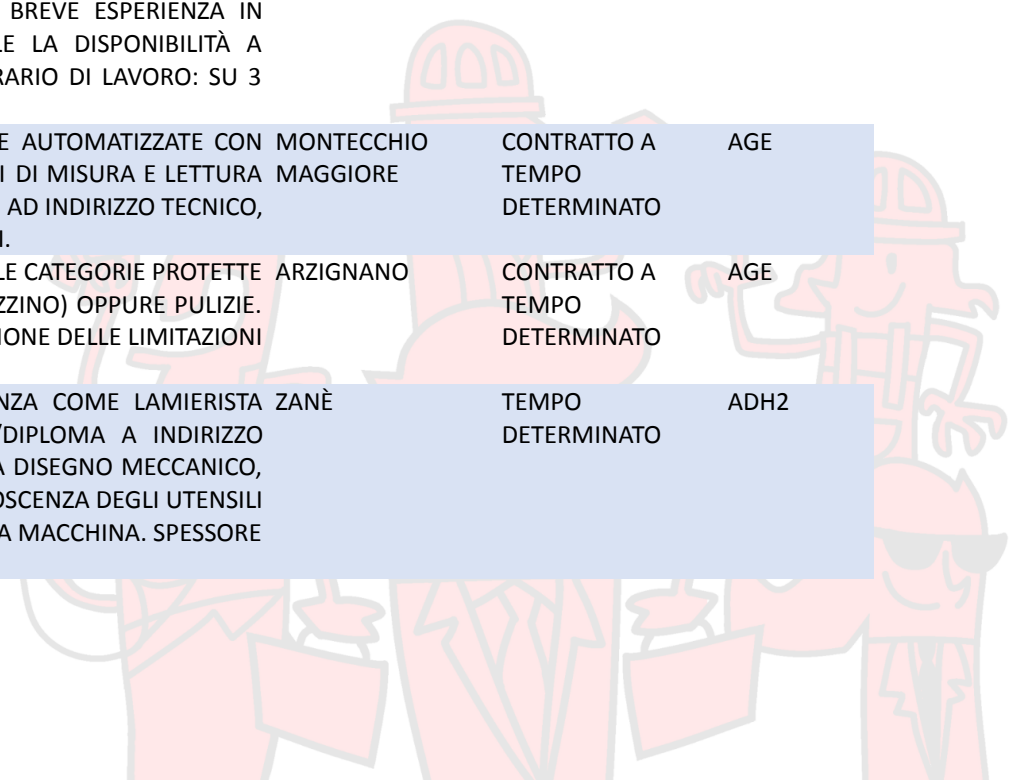 BREVE ESPERIENZA IN
LA DISPONIBILITÀ A
DI LAVORO: SU 3
E AUTOMATIZZATE CON MONTECCHIO CONTRATTO A AGE
I DI MISURA E LETTURA MAGGIORE TEMPO
AD INDIRIZZO TECNICO, DETERMINATO
LE CATEGORIE PROTETTE ARZIGNANO CONTRATTO A AGE
ZZINO) OPPURE PULIZIE. TEMPO
IONE DELLE LIMITAZIONI DETERMINATO
NZA COME LAMIERISTA ZANÈ TEMPO ADH2
/DIPLOMA A INDIRIZZO DETERMINATO
A DISEGNO MECCANICO,
OSCENZA DEGLI UTENSILI
A MACCHINA. SPESSORE